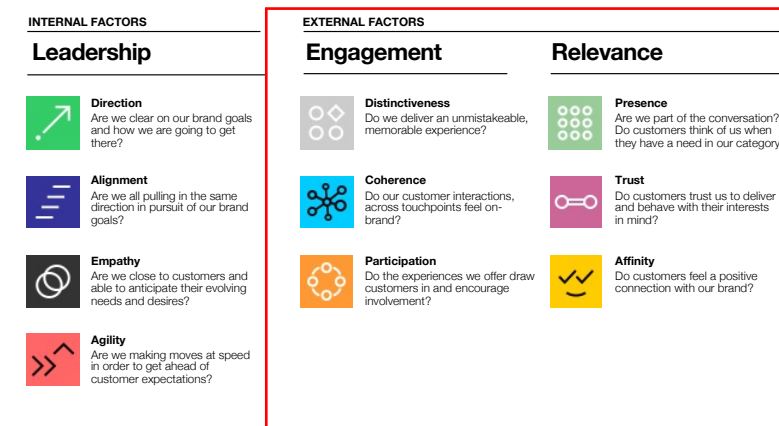 INTERNAL FACTORS
Leadership
Direction
Are we clear on our brand goals
and how we are going to get
there?
Alignment
Are we all pulling in the same
direction in pursuit of our brand
goals?
Empathy
Are we close to customers and
able to anticipate their evolving
needs and desires?
Agility
Are we making moves at speed
in order to get ahead of
customer expectations?
EXTERNAL FACTORS
Engagement
Distinctiveness
Do we deliver an unmistakeable,
memorable experience?
Coherence
Do our customer interactions,
across touchpoints feel on-
brand?
Participation
Do the experiences we offer draw
customers in and encourage
involvement?
Relevance
Presence
Are we part of the conversation?
Do customers think of us when
they have a need in our category
Trust
Do customers trust us to deliver
and behave with their interests
in mind?
Affinity
Do customers feel a positive
connection with our brand?